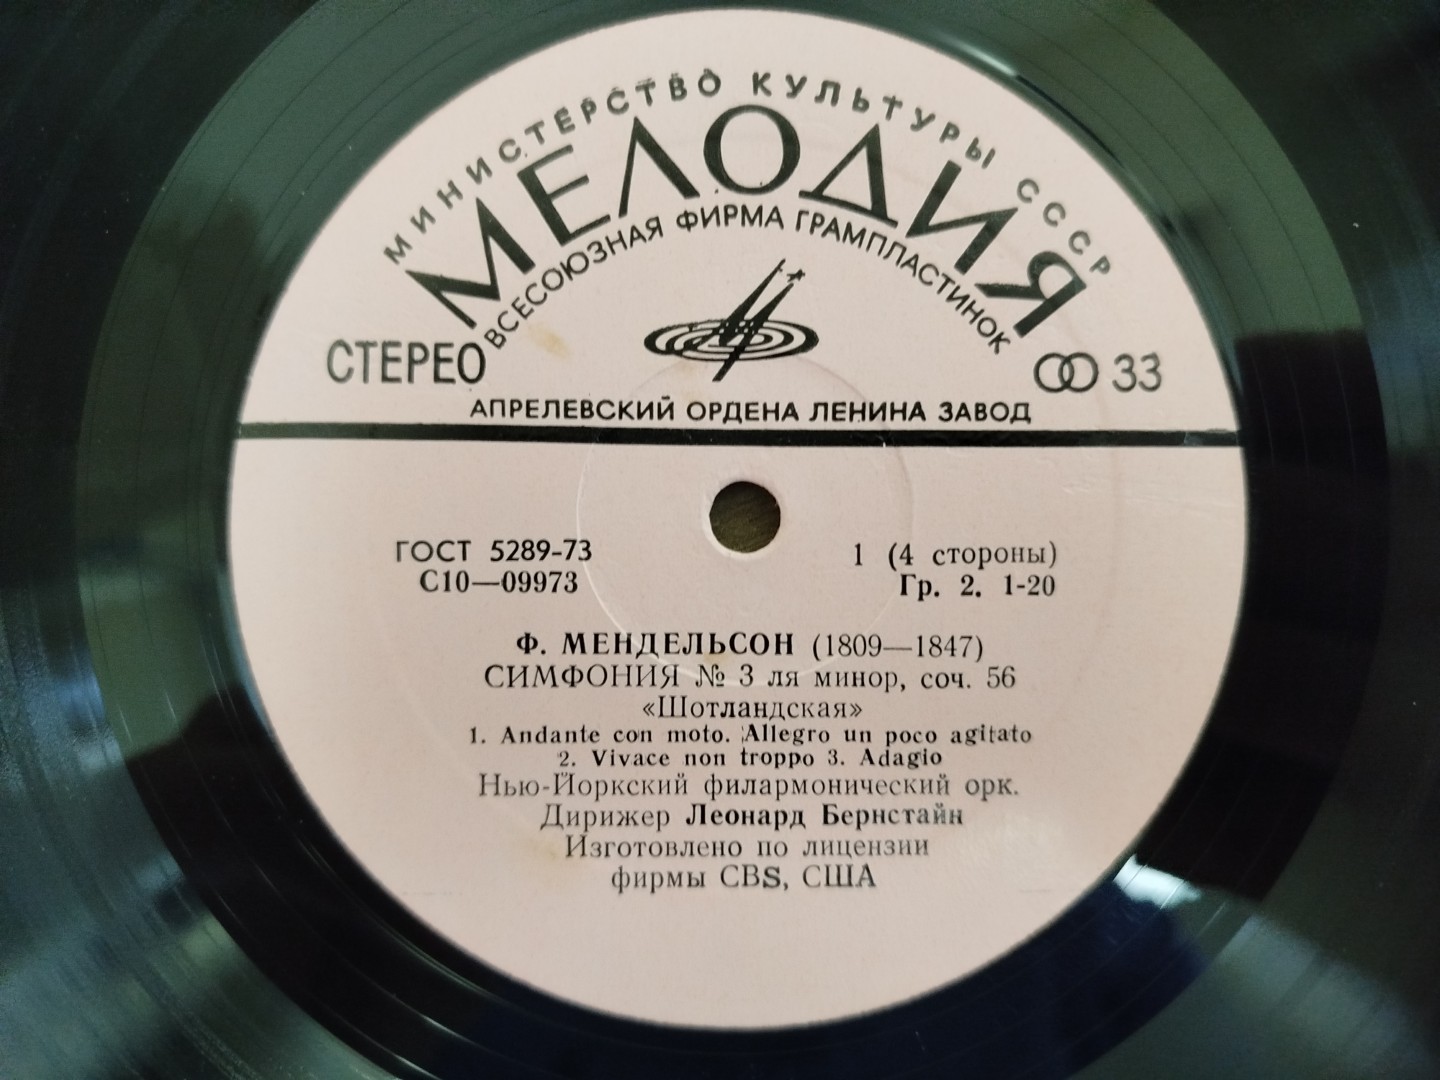 МИНИСТЕРСТВО КУЛЬТУРЫ СССР
МЕЛОДИЯ
ВСЕСОЮЗНАЯ ФИРМА ГРАМПЛАСТИНОК
СТЕРЕО
33
АПРЕЛЕВСКИЙ ОРДЕНА ЛЕНИНА ЗАВОД
ГОСТ 5289-73
1 (4 стороны)
С10—09973
Гр. 2. 1-20
Ф. МЕНДЕЛЬСОН (1809—1847)
СИМФОНИЯ № 3 ля минор, соч. 56
«Шотландская»
1. Andante con moto. Allegro un poco agitato
2. Vivace non troppo 3. Adagio
Нью-Йоркский филармонический орк.
Дирижер Леонард Бернстайн
Изготовлено по лицензии
фирмы CBS, США